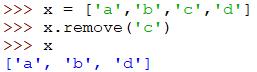 >>> x = ['a','b','c','d']
>>> x.remove('c')
>>> x
['a', 'b', 'd']